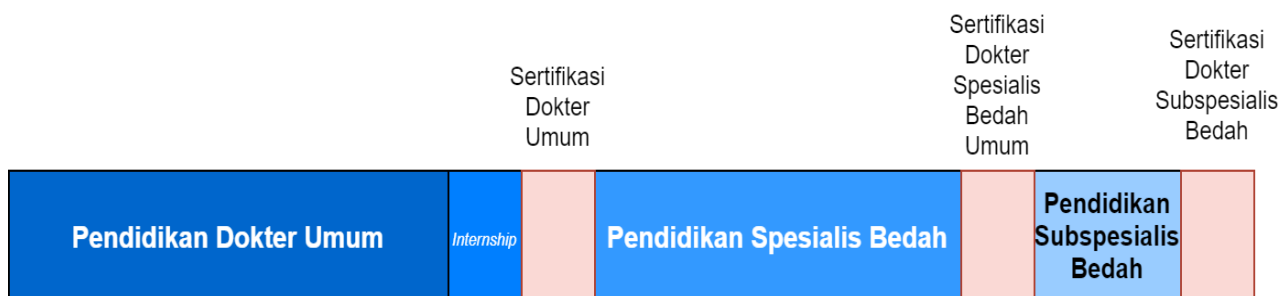 Sertifikasi
Dokter
Umum
Sertifikasi
Dokter
Spesialis
Bedah
Umum
Sertifikasi
Dokter
Subspesialis
Bedah
Pendidikan Dokter Umum
Internship
Pendidikan Spesialis Bedah
Pendidikan
Subspesialis
Bedah